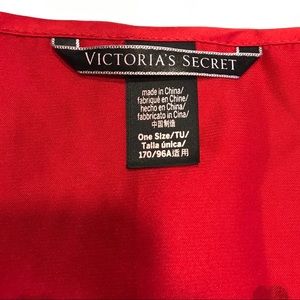 VICTORIA'S SECRET
made in China/
fabriqué en Chine/
hecho en China/
fabbricato in Cina/
中国制造
One Size/TU/
Talla única/
170/96A适用